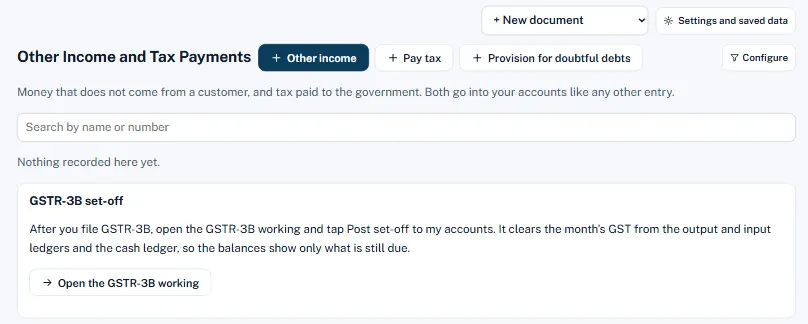 + New document
Settings and saved data
Other Income and Tax Payments
+ Other income
+ Pay tax
+ Provision for doubtful debts
Configure
Money that does not come from a customer, and tax paid to the government. Both go into your accounts like any other entry.
Search by name or number
Nothing recorded here yet.
GSTR-3B set-off
After you file GSTR-3B, open the GSTR-3B working and tap Post set-off to my accounts. It clears the month's GST from the output and input
ledgers and the cash ledger, so the balances show only what is still due.
→ Open the GSTR-3B working